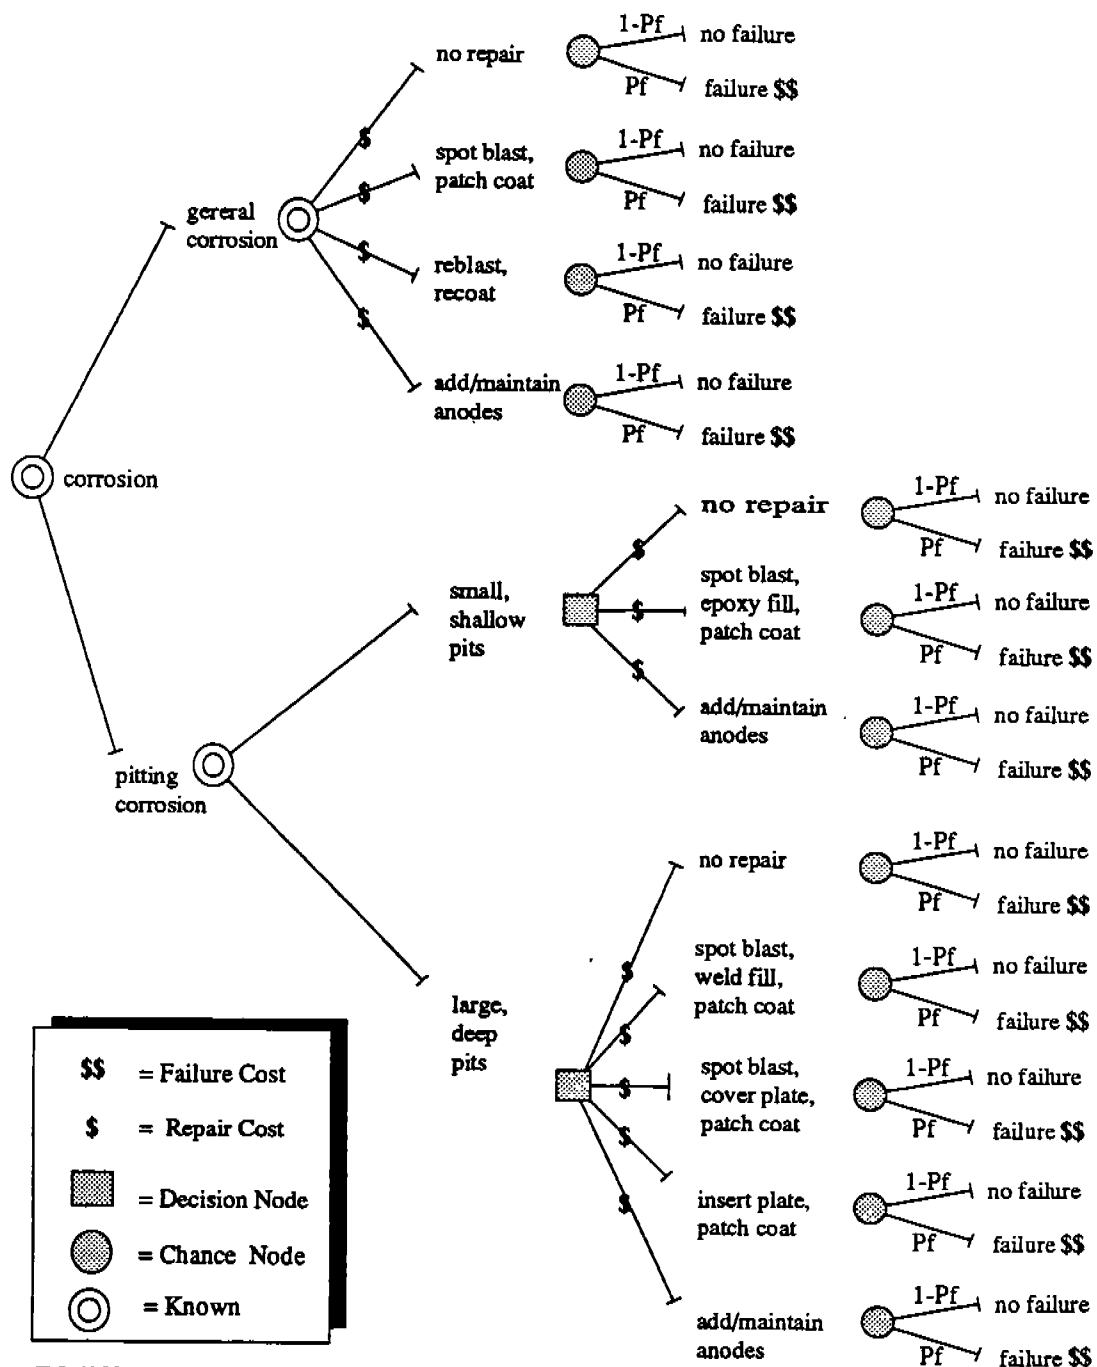 1-Pf
no failure
no repair
Pf
failure $$
1-Pf
no failure
$
spot blast,
patch coat
$
Pf
failure $$
gereral
corrosion
$
1-Pf
no failure
reblast,
recoat
Pf
failure $$
$
1-Pf
no failure
add/maintain
anodes
Pf
failure $$
corrosion
1-Pf
no failure
no repair
$
Pf
failure $$
small,
shallow
pits
spot blast,
epoxy fill,
patch coat
$
1-Pf
no failure
Pf
failure $$
$
add/maintain
anodes
1-Pf
no failure
Pf
failure $$
pitting
corrosion
1-Pf
no failure
no repair
Pf
failure $$
$
spot blast,
weld fill,
patch coat
1-Pf
no failure
Pf
failure $$
large,
deep
pits
$
$
spot blast,
cover plate,
patch coat
1-Pf
no failure
Pf
failure $$
$
insert plate,
patch coat
1-Pf
no failure
Pf
failure $$
$
add/maintain
anodes
1-Pf
no failure
Pf
failure $$
$$ = Failure Cost
$ = Repair Cost
= Decision Node
= Chance Node
= Known